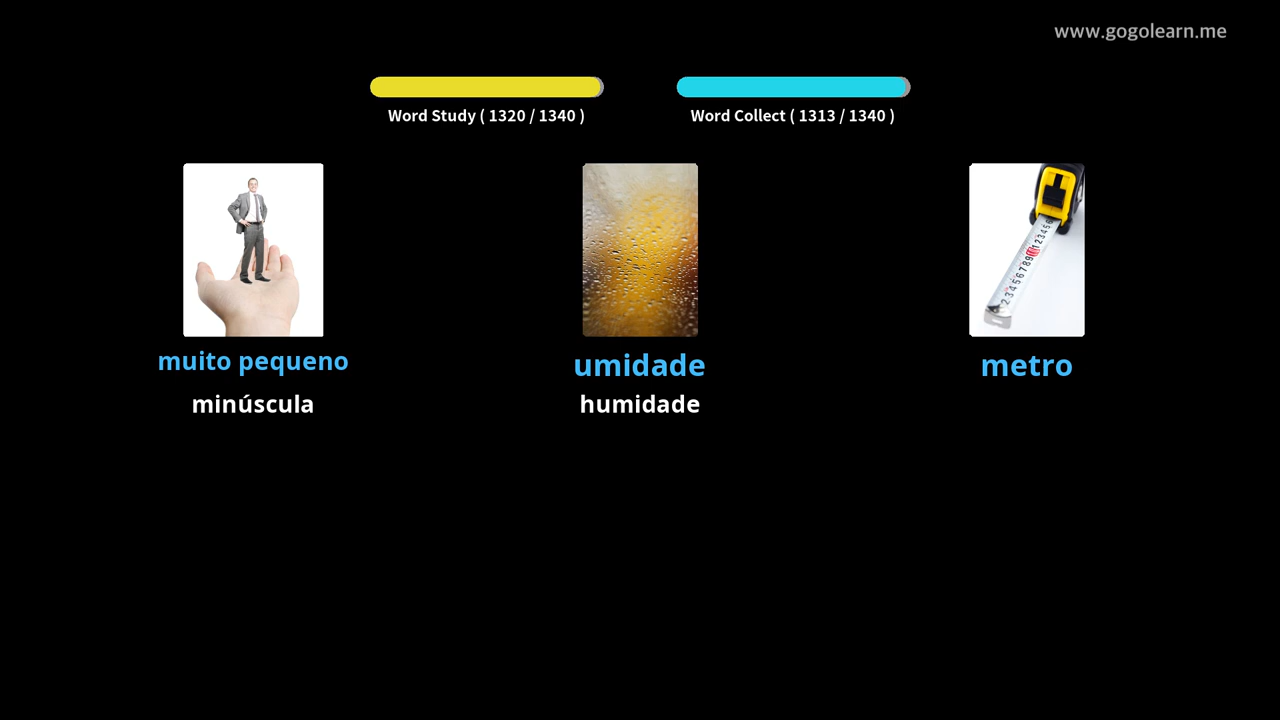 www.gogolearn.me
Word Study ( 1320 / 1340 )
Word Collect ( 1313 / 1340 )
muito pequeno
minúscula
umidade
humidade
metro